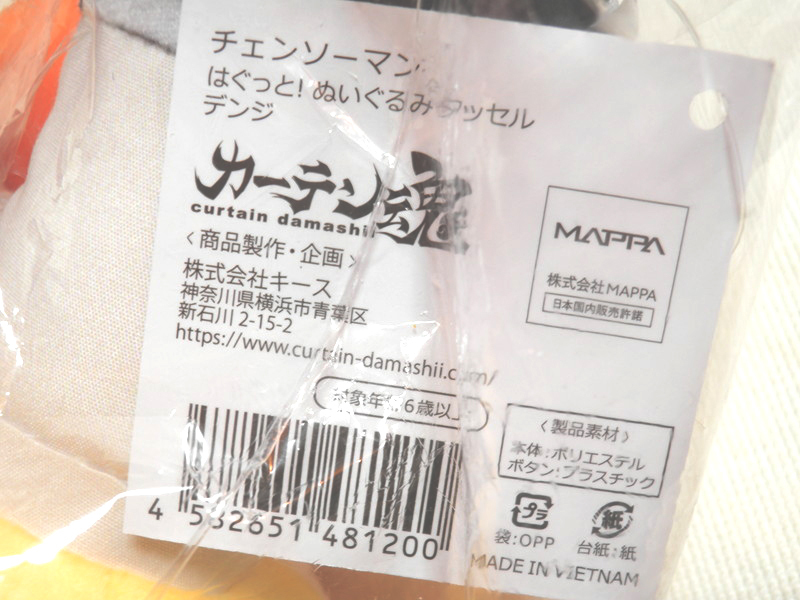 チェンソーマン
はぐっと! ぬいぐるみタッセル
デンジ
カーテン魂
curtain damashii
〈商品製作・企画〉
株式会社キース
神奈川県横浜市青葉区
新石川 2-15-2
https://www.curtain-damashii.com/
対象年齢6歳以上
4 582651 481200
MAPPA
株式会社MAPPA
日本国内販売許諾
〈製品素材〉
本体:ポリエステル
ボタン:プラスチック
プラ 紙
袋:OPP 台紙:紙
MADE IN VIETNAM